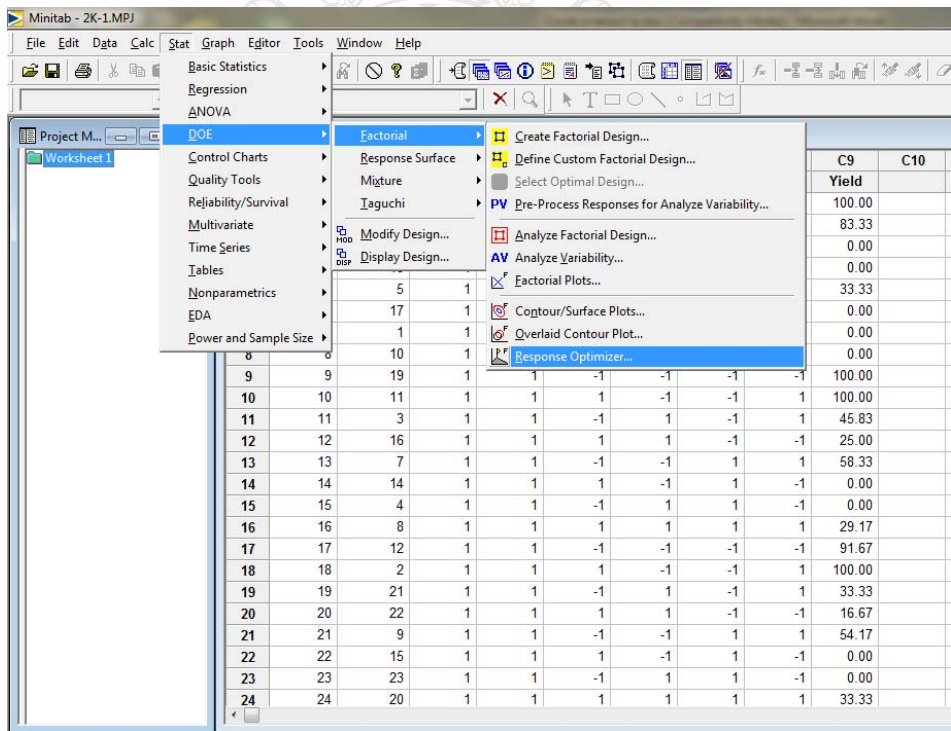 Minitab - 2K-1.MPJ
File Edit Data Calc Stat Graph Editor Tools Window Help
Project M...
Worksheet 1
Basic Statistics
Regression
ANOVA
DOE
Control Charts
Quality Tools
Reliability/Survival
Multivariate
Time Series
Tables
Nonparametrics
EDA
Power and Sample Size
Factorial
Response Surface
Mixture
Taguchi
MOD Modify Design...
DISP Display Design...
Create Factorial Design...
Define Custom Factorial Design...
Select Optimal Design...
PV Pre-Process Responses for Analyze Variability...
Analyze Factorial Design...
AV Analyze Variability...
Factorial Plots...
Contour/Surface Plots...
Overlaid Contour Plot...
Response Optimizer...
C9 C10
Yield
100.00
83.33
0.00
0.00
5 1 33.33
17 1 0.00
1 1 0.00
8 8 10 1 0.00
9 9 19 1 1 -1 -1 -1 -1 100.00
10 10 11 1 1 1 -1 -1 1 100.00
11 11 3 1 1 -1 1 -1 1 45.83
12 12 16 1 1 1 1 -1 -1 25.00
13 13 7 1 1 -1 -1 1 1 58.33
14 14 14 1 1 1 -1 1 -1 0.00
15 15 4 1 1 -1 1 1 -1 0.00
16 16 8 1 1 1 1 1 1 29.17
17 17 12 1 1 -1 -1 -1 -1 91.67
18 18 2 1 1 1 -1 -1 1 100.00
19 19 21 1 1 -1 1 -1 1 33.33
20 20 22 1 1 1 1 -1 -1 16.67
21 21 9 1 1 -1 -1 1 1 54.17
22 22 15 1 1 1 -1 1 -1 0.00
23 23 23 1 1 -1 1 1 -1 0.00
24 24 20 1 1 1 1 1 1 33.33